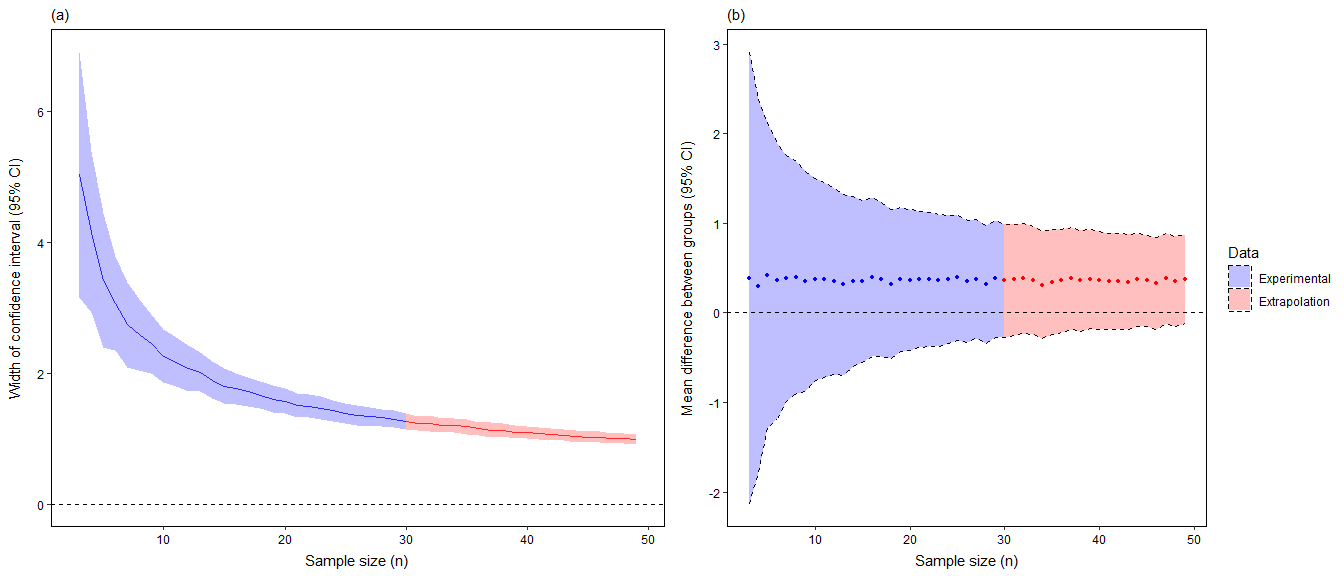 (a)
Width of confidence interval (95% CI)
6
4
2
0
10
20
30
40
50
Sample size (n)
(b)
Mean difference between groups (95% CI)
3
2
1
0
-1
-2
10
20
30
40
50
Sample size (n)
Data
Experimental
Extrapolation